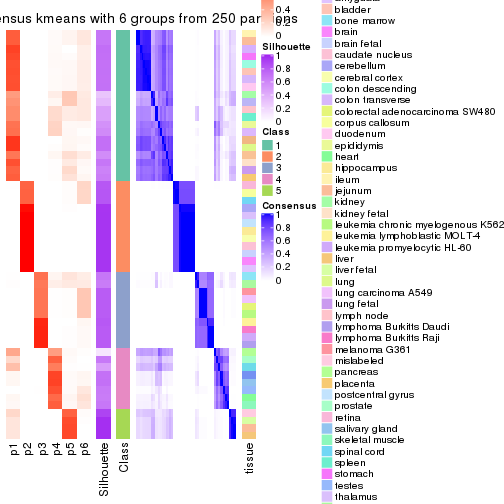 ensus kmeans with 6 groups from 250 par
ns
0.4
0.2
0
Silhouette
1
0.8
0.6
0.4
0.2
0
Class
1
2
3
4
5
Consensus
1
0.8
0.6
0.4
0.2
0
bladder
bone marrow
brain
brain fetal
caudate nucleus
cerebellum
cerebral cortex
colon descending
colon transverse
colorectal adenocarcinoma SW480
corpus callosum
duodenum
epididymis
heart
hippocampus
ileum
jejunum
kidney
kidney fetal
leukemia chronic myelogenous K562
leukemia lymphoblastic MOLT-4
leukemia promyelocytic HL-60
liver
liver fetal
lung
lung carcinoma A549
lung fetal
lymph node
lymphoma Burkitts Daudi
lymphoma Burkitts Raji
melanoma G361
mislabeled
pancreas
placenta
postcentral gyrus
prostate
retina
salivary gland
skeletal muscle
spinal cord
spleen
stomach
testes
thalamus
p1
p2
p3
p4
p5
p6
Silhouette
Class
tissue